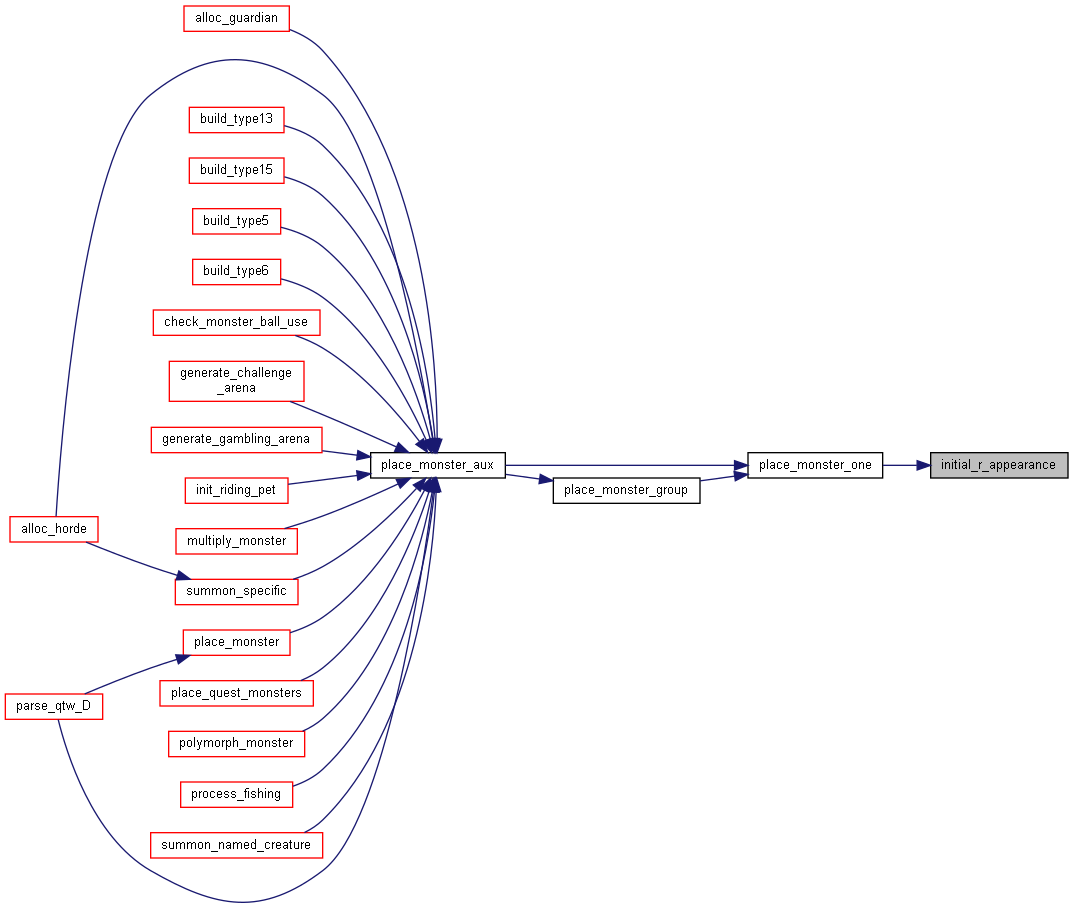 alloc_guardian
build_type13
build_type15
build_type5
build_type6
check_monster_ball_use
generate_challenge
_arena
generate_gambling_arena
place_monster_aux
place_monster_one
initial_r_appearance
init_riding_pet
place_monster_group
alloc_horde
multiply_monster
summon_specific
place_monster
place_quest_monsters
parse_qtw_D
polymorph_monster
process_fishing
summon_named_creature